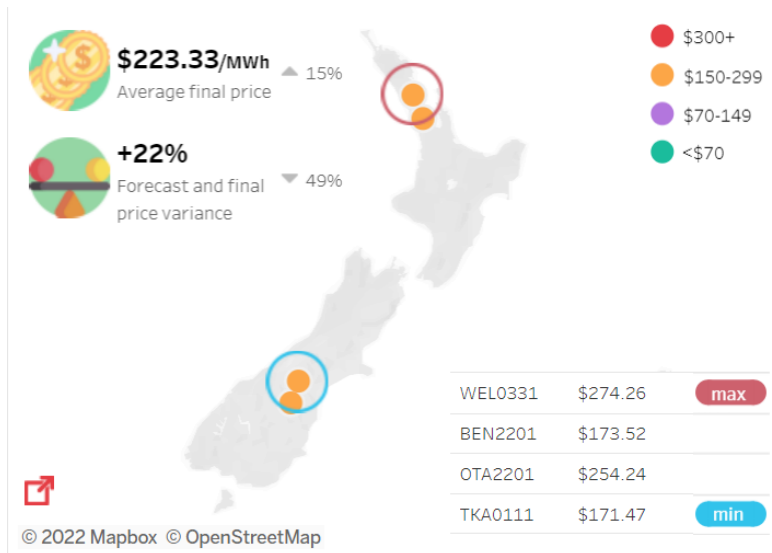 $223.33/MWh
Average final price
15%
+22%
Forecast and final
price variance
49%
$300+
$150-299
$70-149
<$70
WEL0331 $274.26 max
BEN2201 $173.52
OTA2201 $254.24
TKA0111 $171.47 min
© 2022 Mapbox © OpenStreetMap